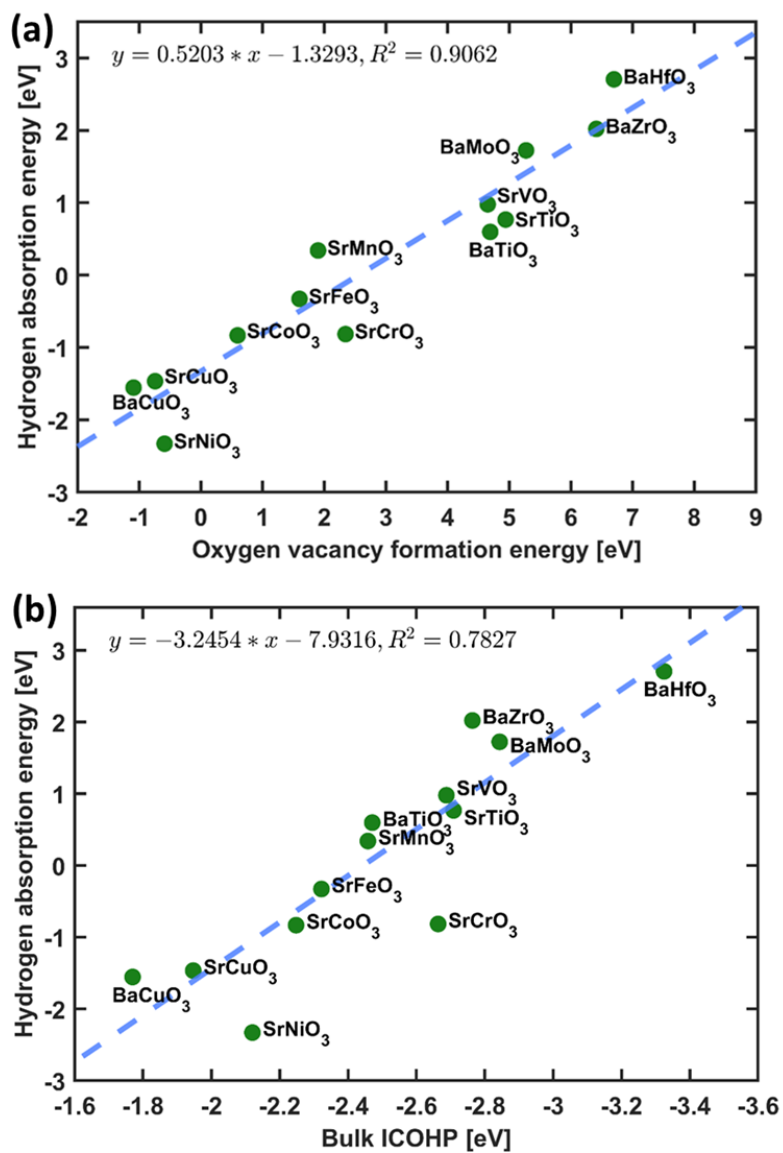 (a)
y = 0.5203 * x − 1.3293, R² = 0.9062
BaHfO₃
BaZrO₃
BaMoO₃
SrVO₃
SrTiO₃
BaTiO₃
SrMnO₃
SrFeO₃
SrCoO₃
SrCrO₃
SrCuO₃
BaCuO₃
SrNiO₃
Hydrogen absorption energy [eV]
3
2
1
0
-1
-2
-3
-2 -1 0 1 2 3 4 5 6 7 8 9
Oxygen vacancy formation energy [eV]
(b)
y = −3.2454 * x − 7.9316, R² = 0.7827
BaHfO₃
BaZrO₃
BaMoO₃
SrVO₃
BaTiO₃
SrTiO₃
SrMnO₃
SrFeO₃
SrCoO₃
SrCrO₃
SrCuO₃
BaCuO₃
SrNiO₃
Hydrogen absorption energy [eV]
3
2
1
0
-1
-2
-3
-1.6 -1.8 -2 -2.2 -2.4 -2.6 -2.8 -3 -3.2 -3.4 -3.6
Bulk ICOHP [eV]